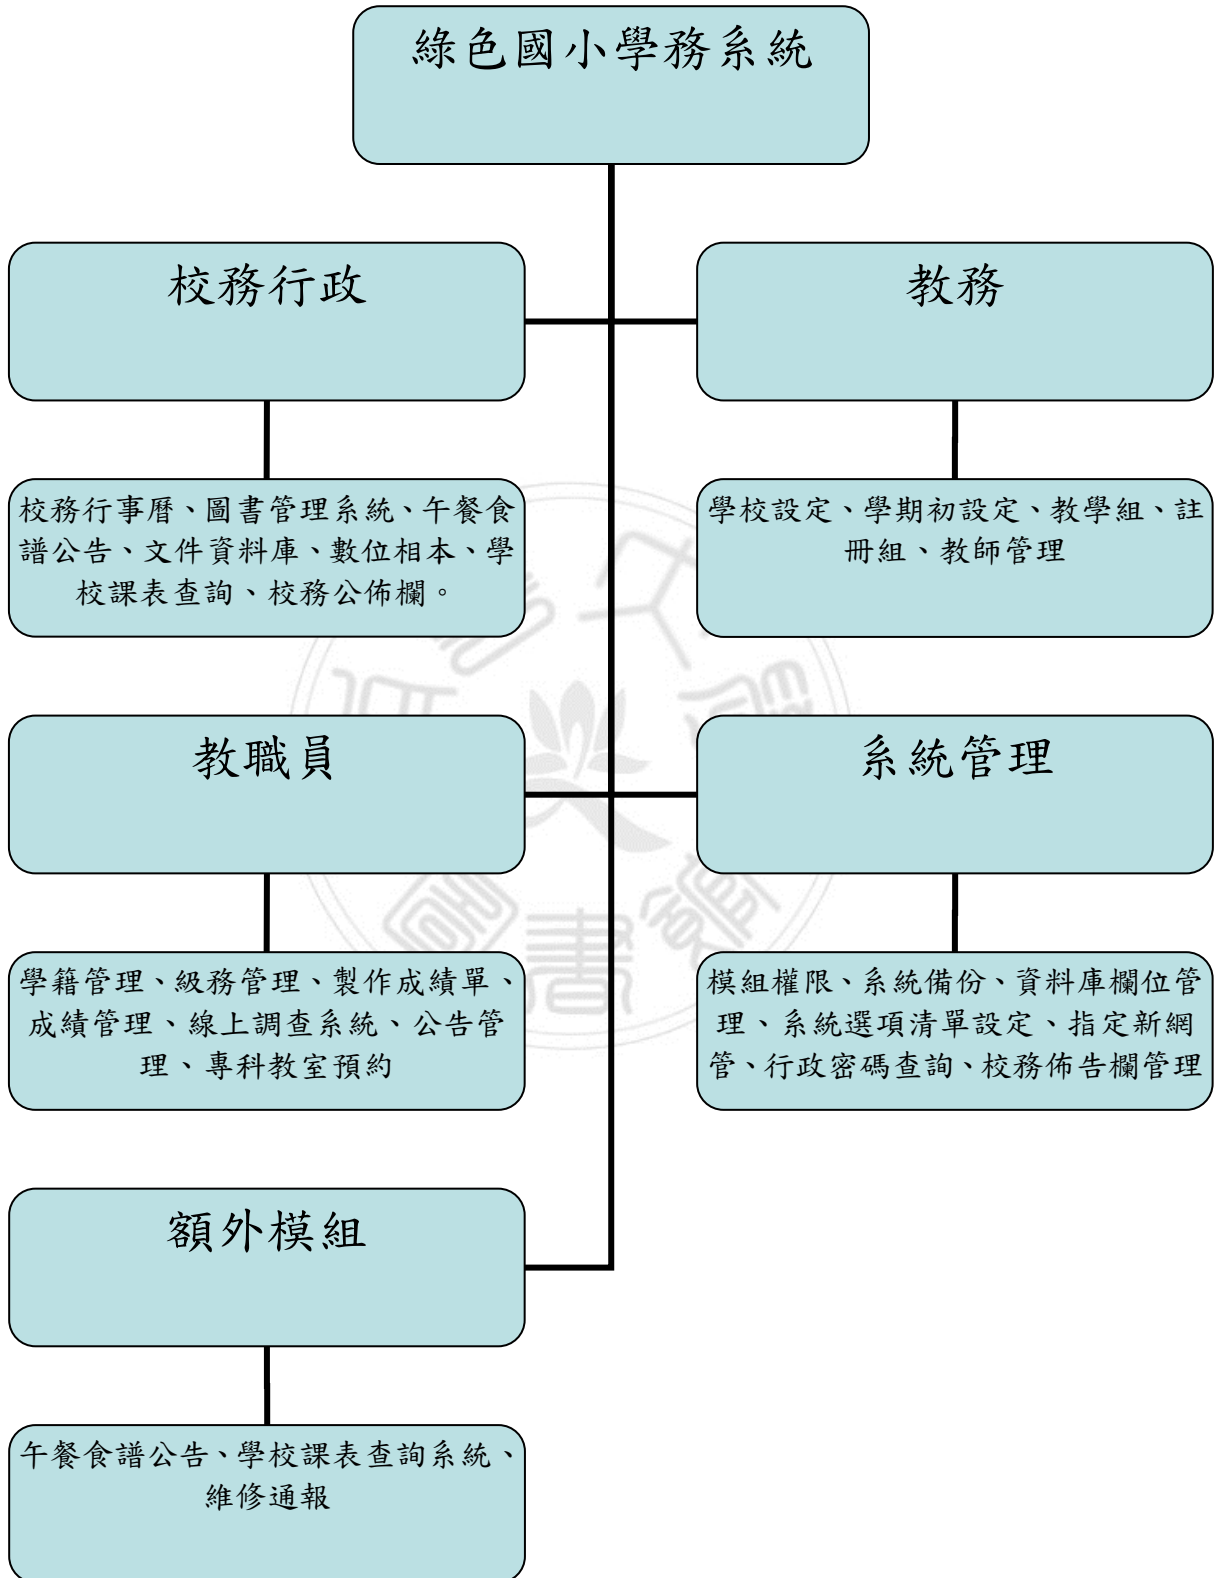 綠色國小學務系統
校務行政
教務
校務行事曆、圖書管理系統、午餐食
譜公告、文件資料庫、數位相本、學
校課表查詢、校務公佈欄。
學校設定、學期初設定、教學組、註
冊組、教師管理
教職員
系統管理
學籍管理、級務管理、製作成績單、
成績管理、線上調查系統、公告管
理、專科教室預約
模組權限、系統備份、資料庫欄位管
理、系統選項清單設定、指定新網
管、行政密碼查詢、校務佈告欄管理
額外模組
午餐食譜公告、學校課表查詢系統、
維修通報